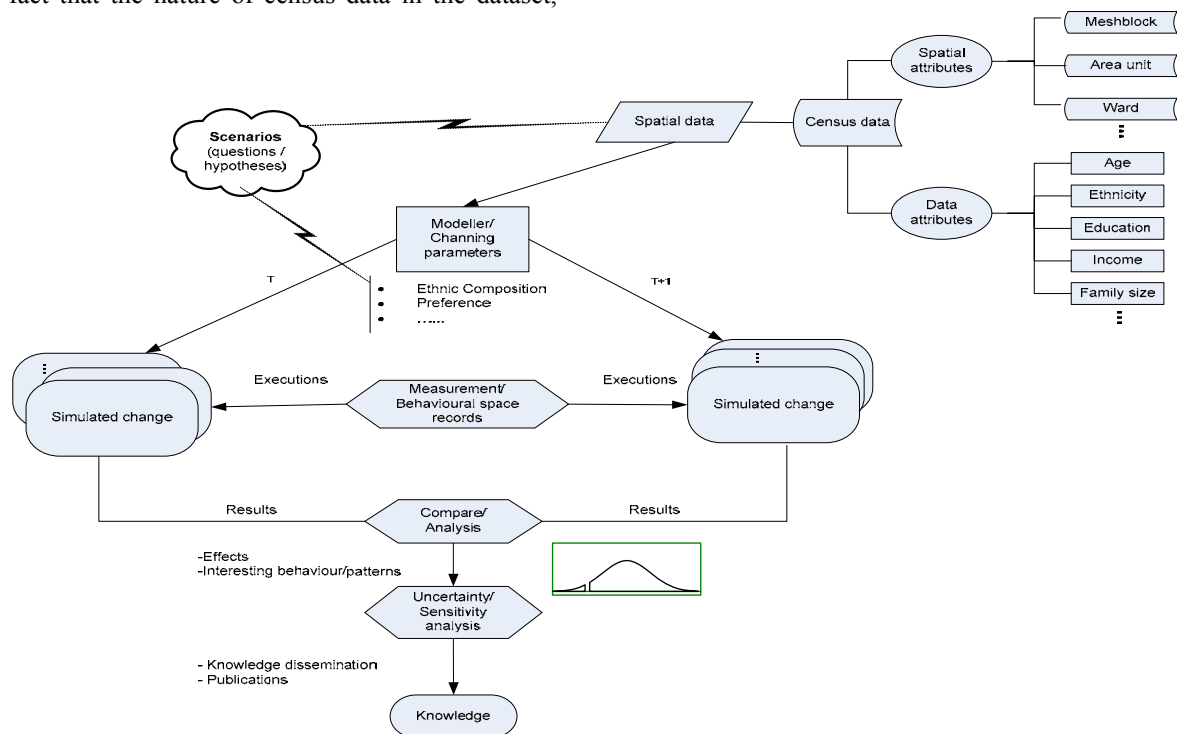 fact that the nature of census data in the dataset,
Meshblock
Spatial
attributes
Area unit
Ward
Spatial data
Census data
Scenarios
(questions /
hypotheses)
Age
Ethnicity
Data
attributes
Education
Income
Family size
Modeller/
Channing
parameters
T
T+1
• Ethnic Composition
• Preference
• ......
Executions
Measurement/
Behavioural space
records
Executions
Simulated change
Simulated change
Results
Compare/
Analysis
Results
-Effects
-Interesting behaviour/patterns
Uncertainty/
Sensitivity
analysis
- Knowledge dissemination
- Publications
Knowledge